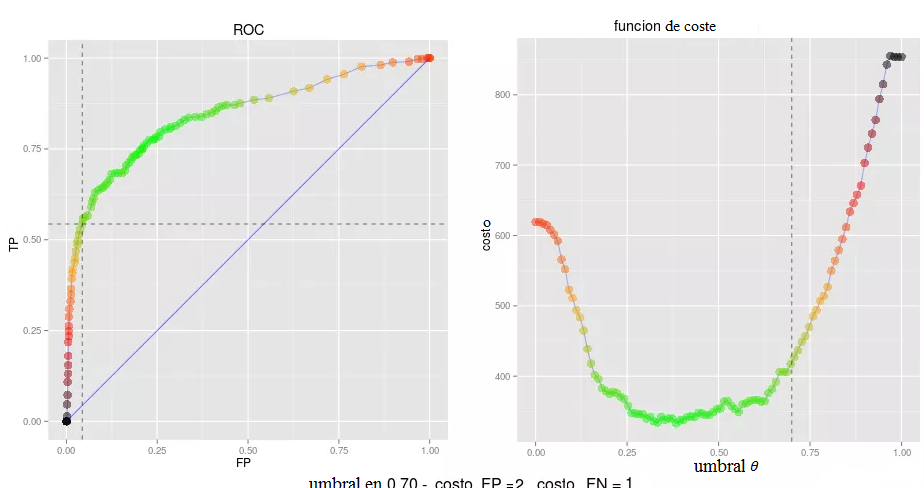 ROC
1.00
0.75
0.50
0.25
0.00
TP
0.00 0.25 0.50 0.75 1.00
FP
funcion de coste
800
700
600
500
400
costo
0.00 0.25 0.50 0.75 1.00
umbral θ
umbral en 0.70 - costo FP =2, costo FN = 1